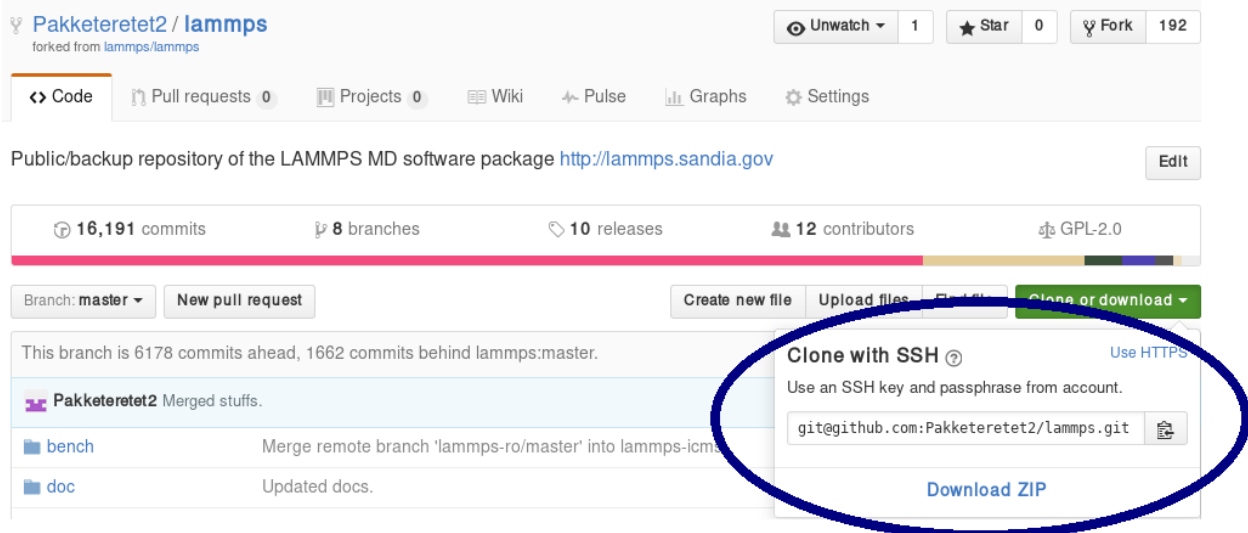 Pakketeretet2 / lammps
forked from lammps/lammps
Unwatch 1 Star 0 Fork 192
Code Pull requests 0 Projects 0 Wiki Pulse Graphs Settings
Public/backup repository of the LAMMPS MD software package http://lammps.sandia.gov Edit
16,191 commits 8 branches 10 releases 12 contributors GPL-2.0
Branch: master New pull request Create new file Upload files Find file Clone or download
This branch is 6178 commits ahead, 1662 commits behind lammps:master.
Clone with SSH ? Use HTTPS
Use an SSH key and passphrase from account.
Pakketeretet2 Merged stuffs.
git@github.com:Pakketeretet2/lammps.git
bench Merge remote branch 'lammps-ro/master' into lammps-icms
doc Updated docs.
Download ZIP